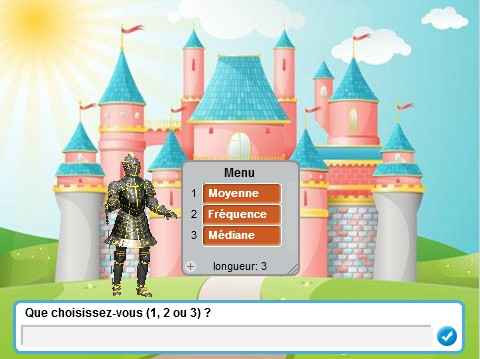 Menu
1 Moyenne
2 Fréquence
3 Médiane
+ longueur: 3
Que choisissez-vous (1, 2 ou 3) ?